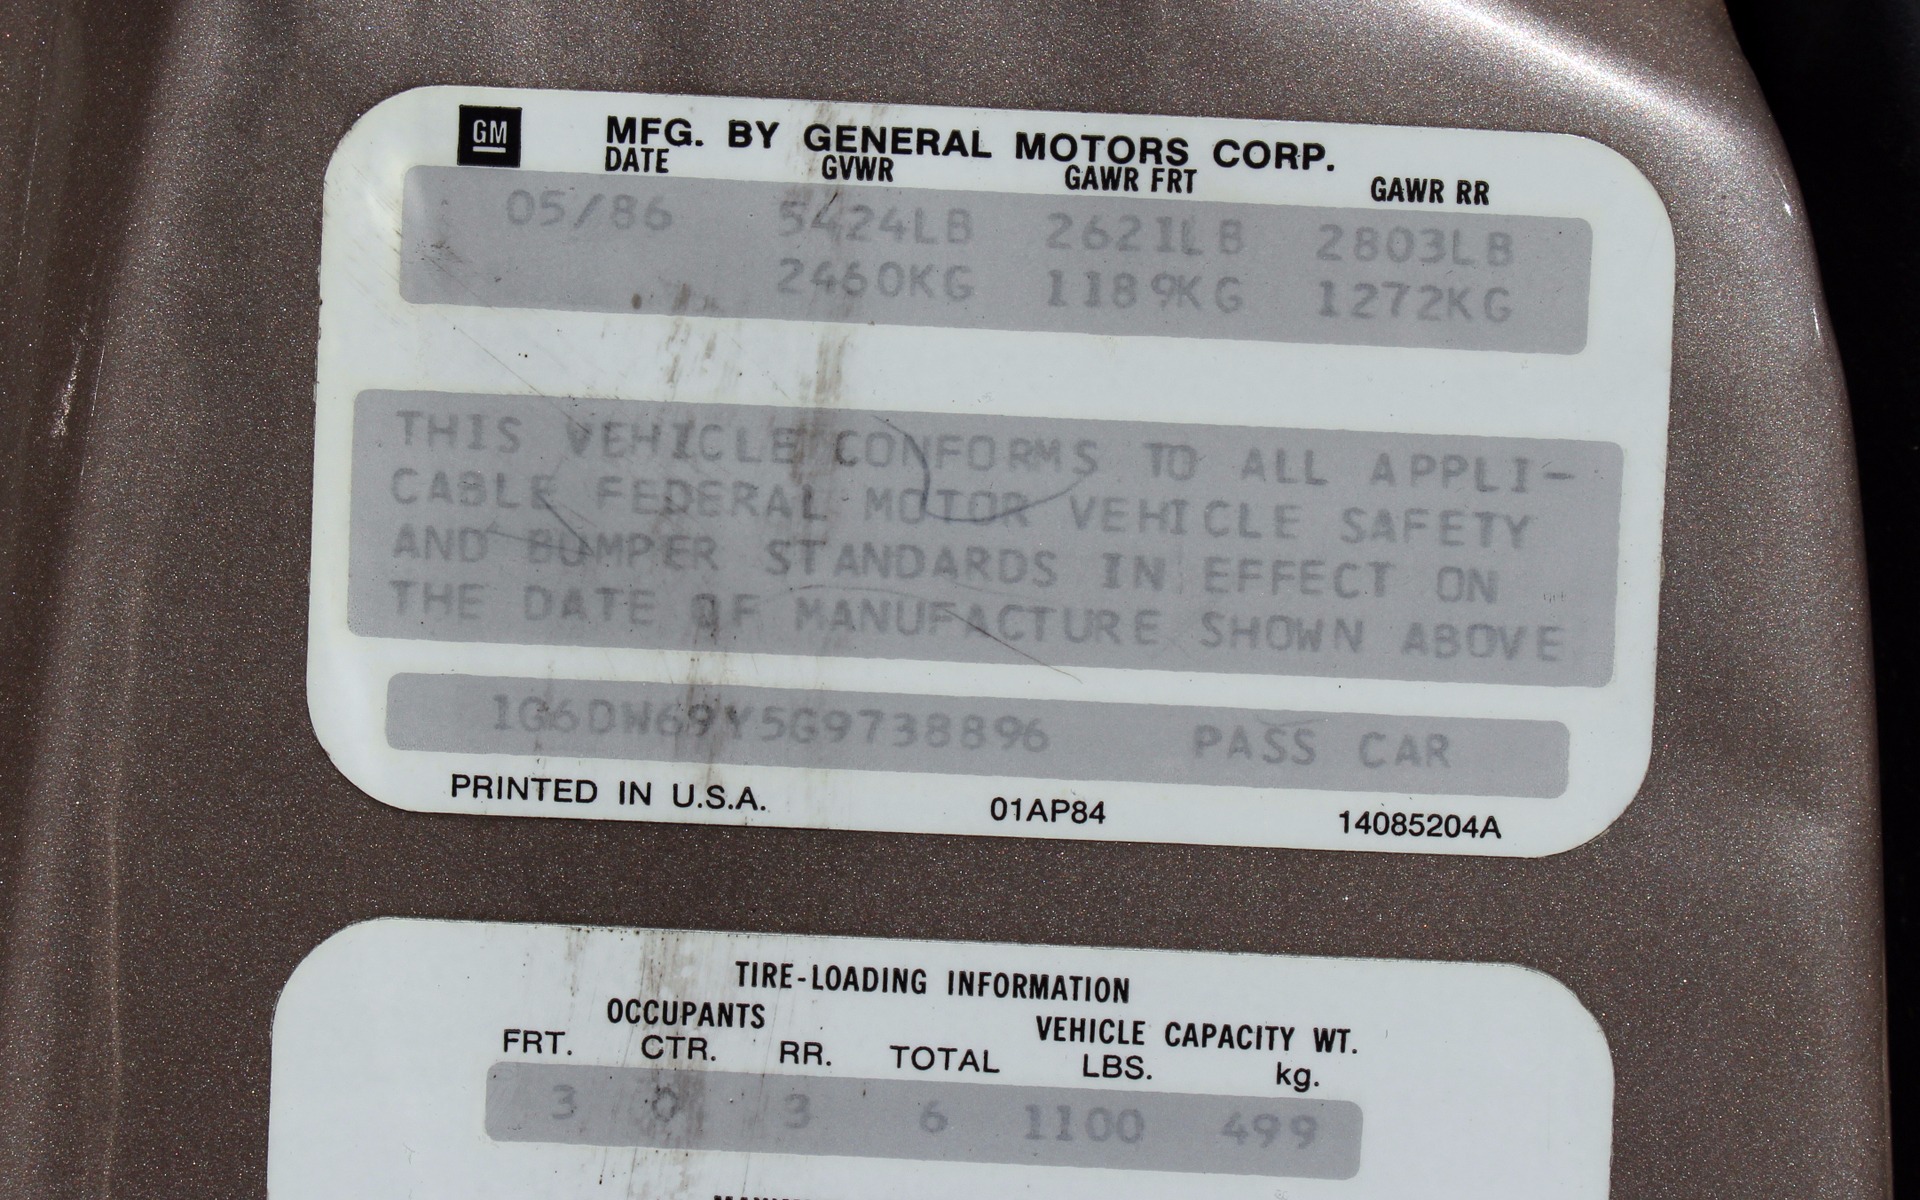 GM MFG. BY GENERAL MOTORS CORP.
DATE GVWR GAWR FRT GAWR RR
05/86 5424LB 2621LB 2803LB
2460KG 1189KG 1272KG
THIS VEHICLE CONFORMS TO ALL APPLI-
CABLE FEDERAL MOTOR VEHICLE SAFETY
AND BUMPER STANDARDS IN EFFECT ON
THE DATE OF MANUFACTURE SHOWN ABOVE
1G6DW69Y5G9738896 PASS CAR
PRINTED IN U.S.A. 01AP84 14085204A
TIRE-LOADING INFORMATION
OCCUPANTS VEHICLE CAPACITY WT.
FRT. CTR. RR. TOTAL LBS. kg.
3 0 3 6 1100 499